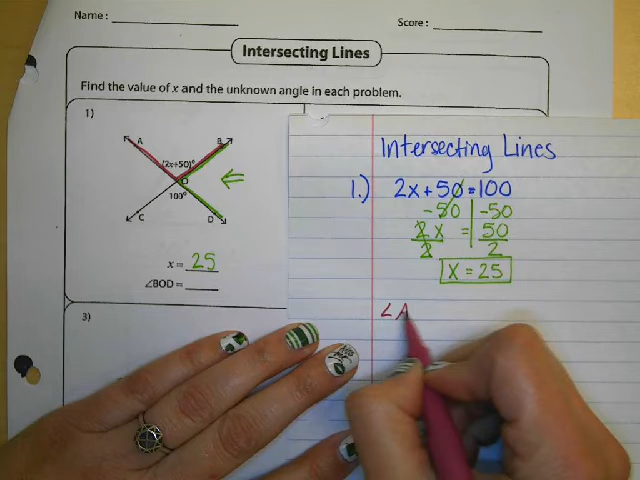 Name :
Score :
Intersecting Lines
Find the value of x and the unknown angle in each problem.
1)
A
B
(2x+50)°
O
100°
C
D
x = 25
∠BOD =
3)
Intersecting Lines
1.) 2x+50=100
-50 -50
2x = 50
2 2
x = 25
∠A